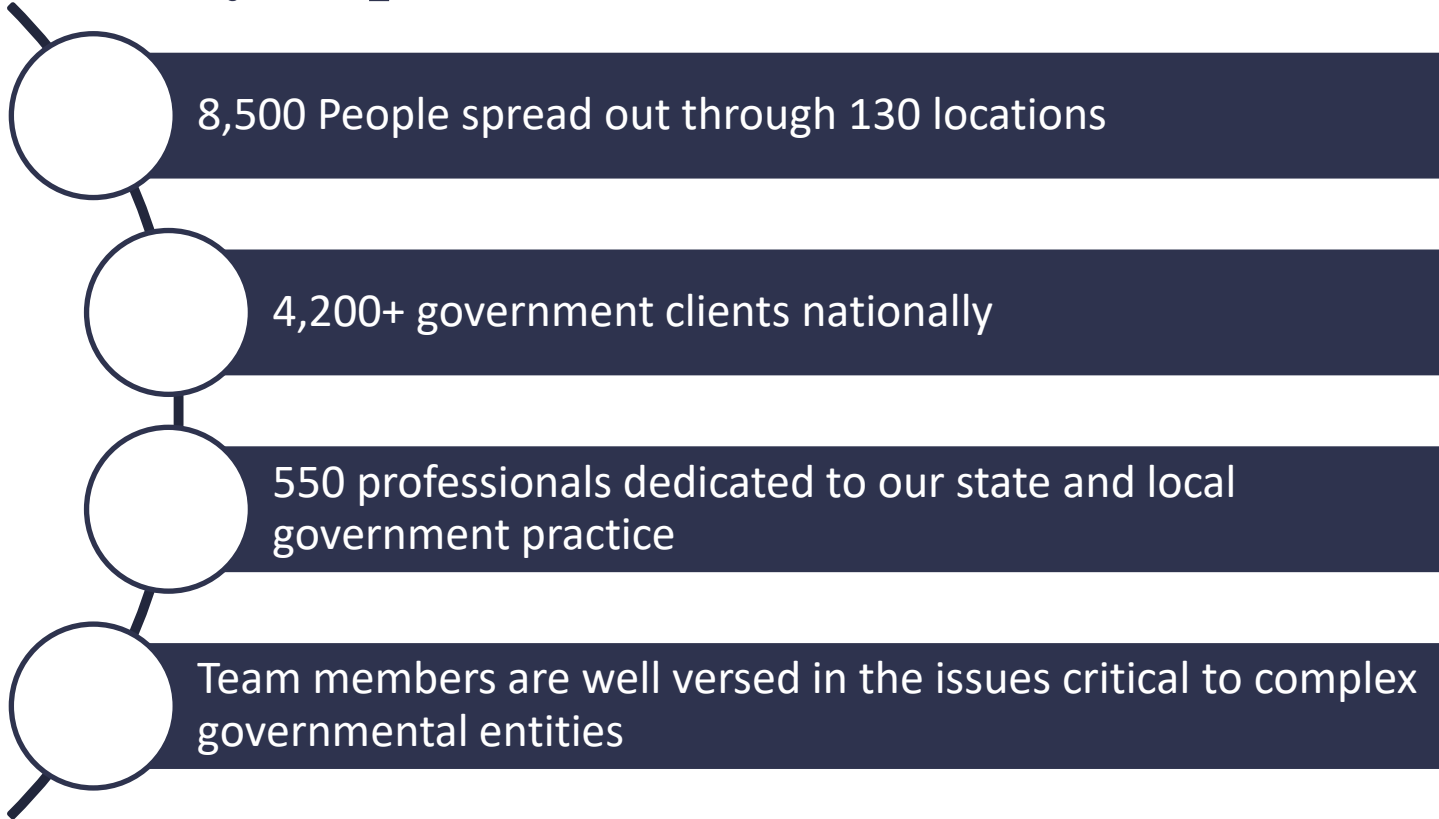 8,500 People spread out through 130 locations
4,200+ government clients nationally
550 professionals dedicated to our state and local
government practice
Team members are well versed in the issues critical to complex
governmental entities